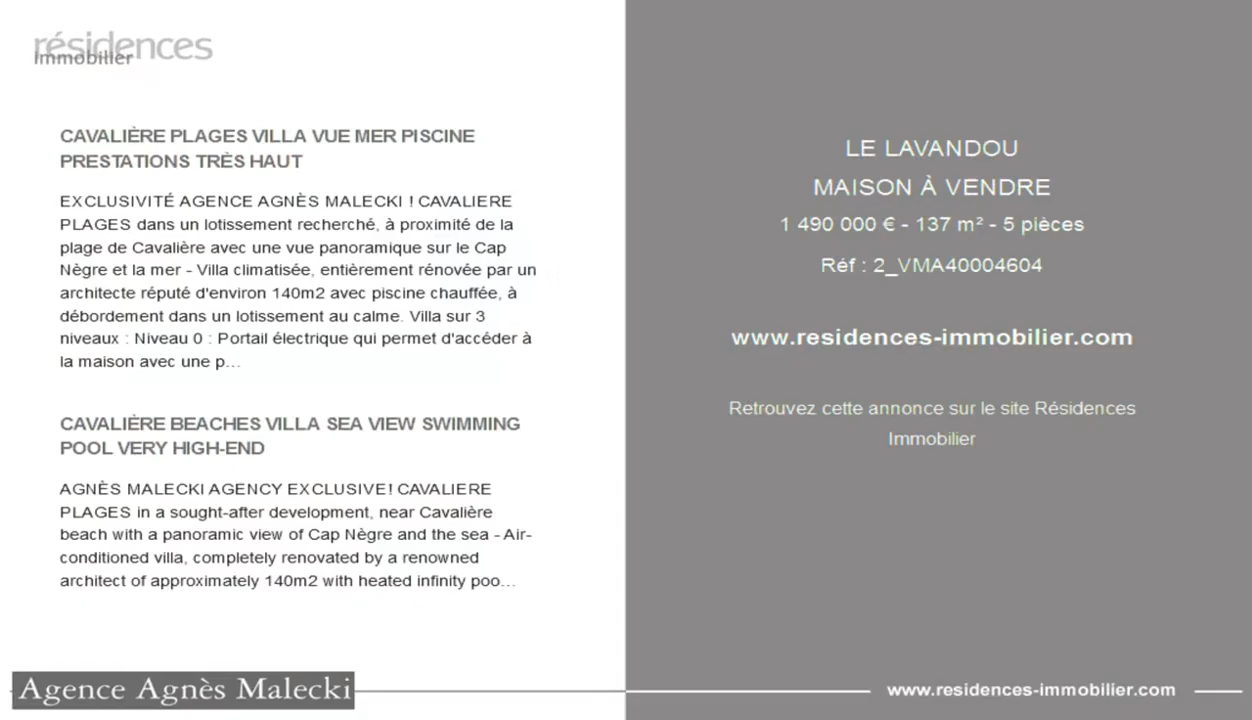 résidences
Immobilier
CAVALIÈRE PLAGES VILLA VUE MER PISCINE
PRESTATIONS TRÈS HAUT
EXCLUSIVITÉ AGENCE AGNÈS MALECKI ! CAVALIERE
PLAGES dans un lotissement recherché, à proximité de la
plage de Cavalière avec une vue panoramique sur le Cap
Nègre et la mer - Villa climatisée, entièrement rénovée par un
architecte réputé d'environ 140m2 avec piscine chauffée, à
débordement dans un lotissement au calme. Villa sur 3
niveaux : Niveau 0 : Portail électrique qui permet d'accéder à
la maison avec une p...
CAVALIÈRE BEACHES VILLA SEA VIEW SWIMMING
POOL VERY HIGH-END
AGNÈS MALECKI AGENCY EXCLUSIVE! CAVALIERE
PLAGES in a sought-after development, near Cavalière
beach with a panoramic view of Cap Nègre and the sea - Air-
conditioned villa, completely renovated by a renowned
architect of approximately 140m2 with heated infinity poo...
Agence Agnès Malecki
LE LAVANDOU
MAISON À VENDRE
1 490 000 € - 137 m² - 5 pièces
Réf : 2_VMA40004604
www.residences-immobilier.com
Retrouvez cette annonce sur le site Résidences
Immobilier
www.residences-immobilier.com